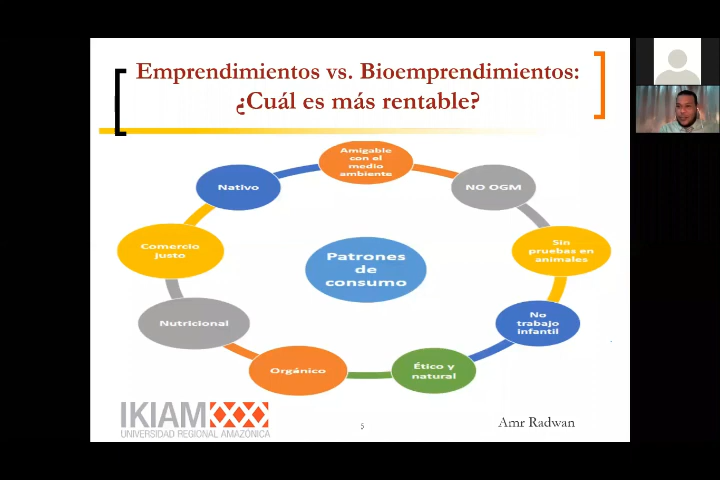 Emprendimientos vs. Bioemprendimientos:
¿Cuál es más rentable?
Amigable
con el
medio
ambiente
NO OGM
Sin
pruebas en
animales
No
trabajo
infantil
Ético y
natural
Orgánico
Nutricional
Comercio
justo
Nativo
Patrones
de
consumo
IKIAM
UNIVERSIDAD REGIONAL AMAZÓNICA
5
Amr Radwan